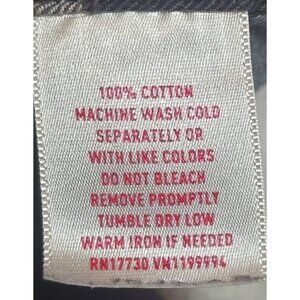 100% COTTON
MACHINE WASH COLD
SEPARATELY OR
WITH LIKE COLORS
DO NOT BLEACH
REMOVE PROMPTLY
TUMBLE DRY LOW
WARM IRON IF NEEDED
RN17730 VN1199994